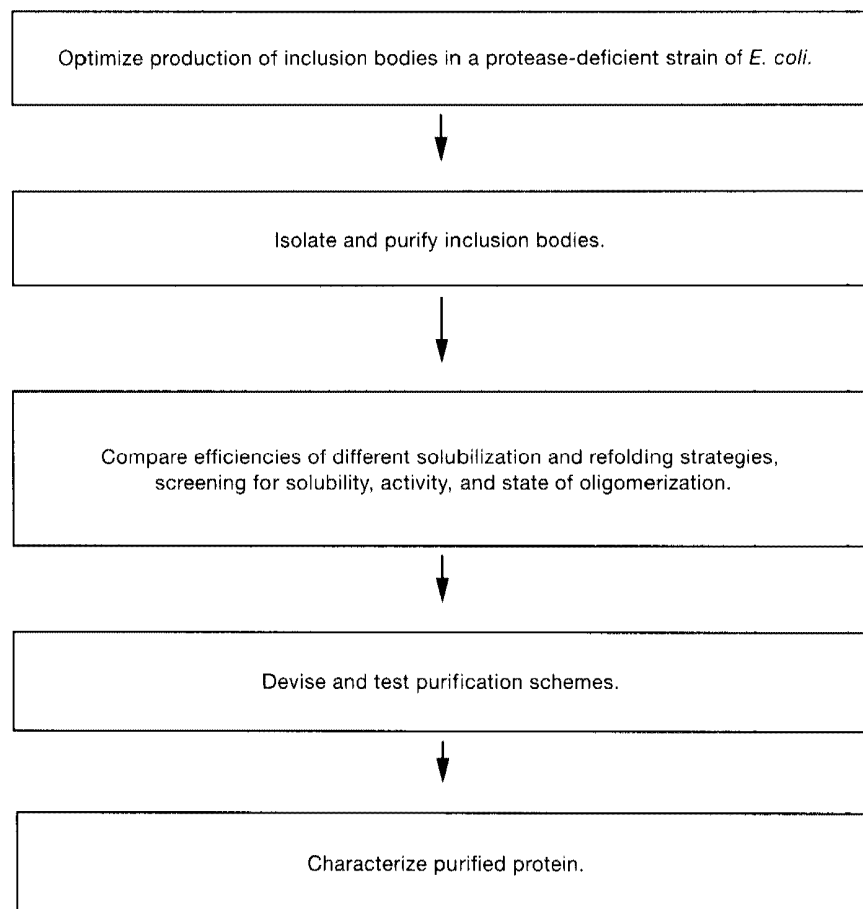 Optimize production of inclusion bodies in a protease-deficient strain of E. coli.
Isolate and purify inclusion bodies.
Compare efficiencies of different solubilization and refolding strategies,
screening for solubility, activity, and state of oligomerization.
Devise and test purification schemes.
Characterize purified protein.